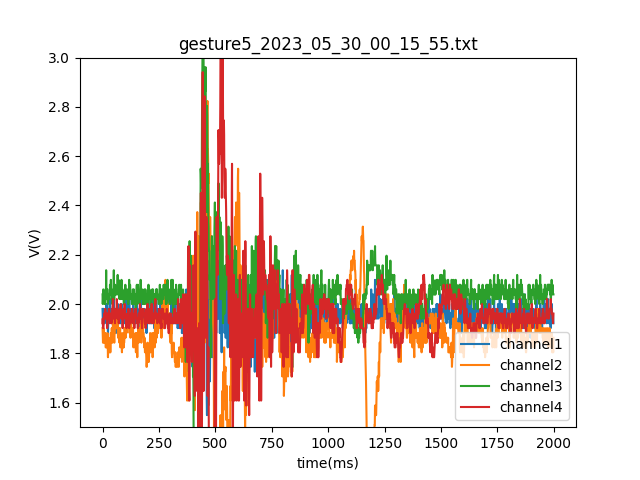 gesture5_2023_05_30_00_15_55.txt
3.0
2.8
2.6
2.4
2.2
2.0
1.8
1.6
V(V)
channel1
channel2
channel3
channel4
0 250 500 750 1000 1250 1500 1750 2000
time(ms)